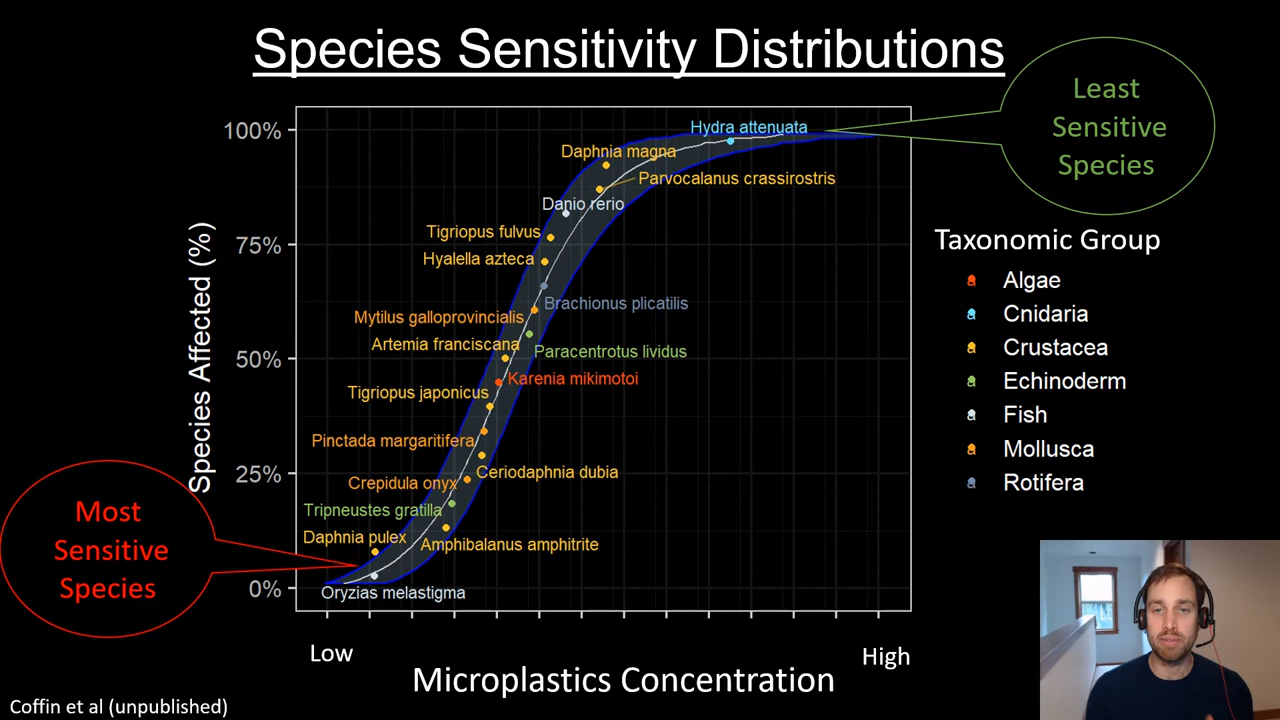 Species Sensitivity Distributions
Least
Sensitive
Species
Hydra attenuata
100%
Daphnia magna
Parvocalanus crassirostris
Danio rerio
Tigriopus fulvus
75%
Hyalella azteca
Brachionus plicatilis
Mytilus galloprovincialis
Artemia franciscana
50%
Paracentrotus lividus
Karenia mikimotoi
Tigriopus japonicus
Pinctada margaritifera
25%
Ceriodaphnia dubia
Crepidula onyx
Tripneustes gratilla
Daphnia pulex
Amphibalanus amphitrite
0%
Oryzias melastigma
Species Affected (%)
Most
Sensitive
Species
Taxonomic Group
a Algae
a Cnidaria
a Crustacea
a Echinoderm
a Fish
a Mollusca
a Rotifera
Low
High
Microplastics Concentration
Coffin et al (unpublished)